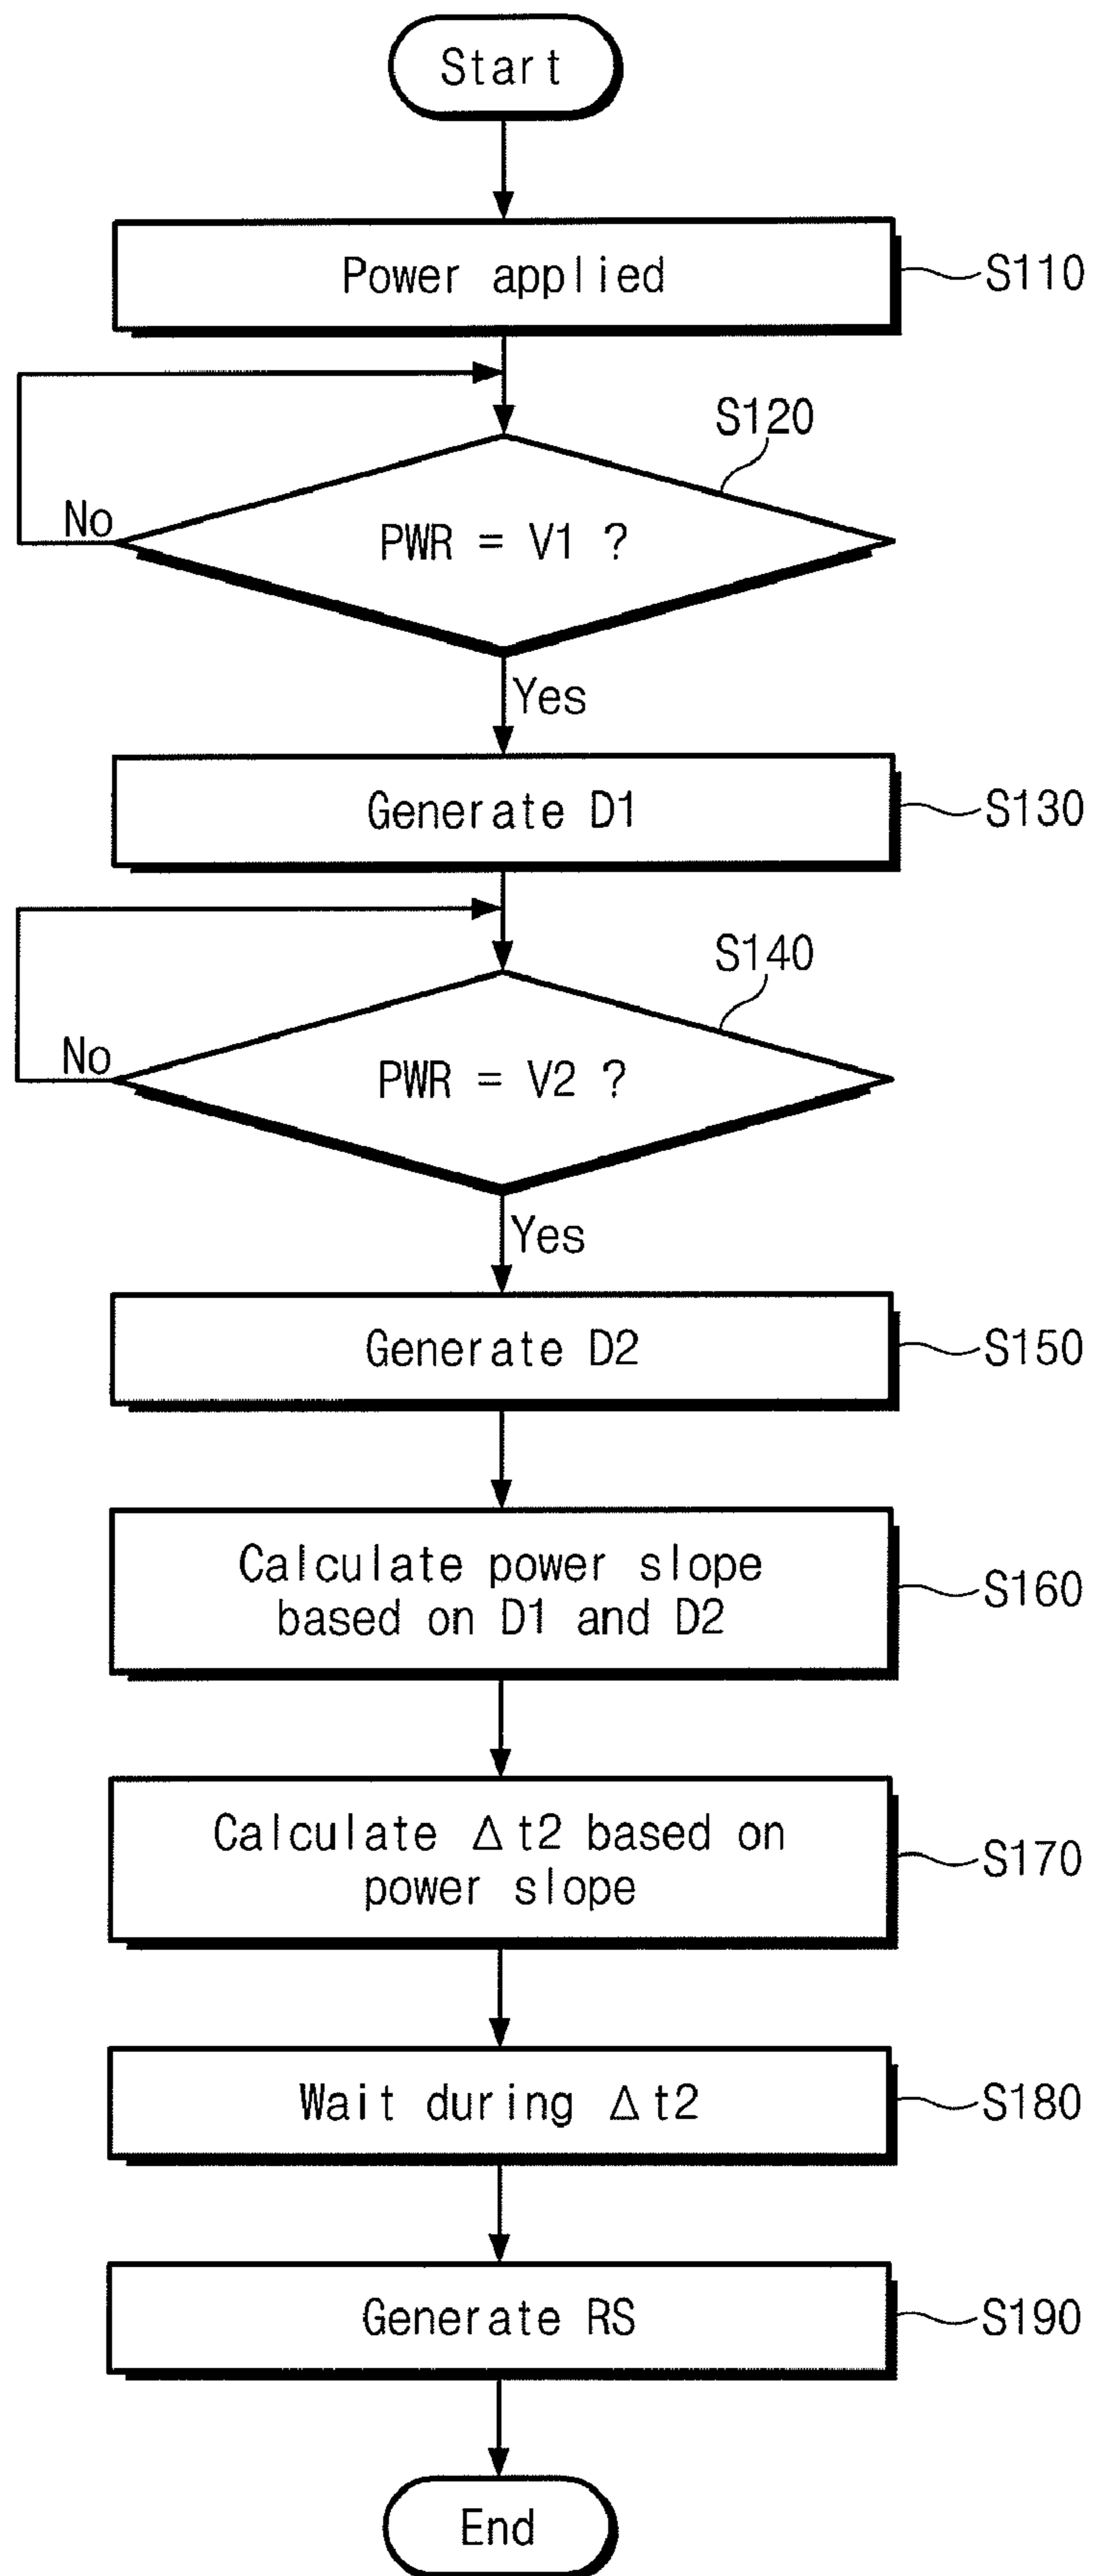 Start
Power applied
S110
S120
No
PWR = V1 ?
Yes
Generate D1
S130
S140
No
PWR = V2 ?
Yes
Generate D2
S150
Calculate power slope
based on D1 and D2
S160
Calculate Δt2 based on
power slope
S170
Wait during Δt2
S180
Generate RS
S190
End